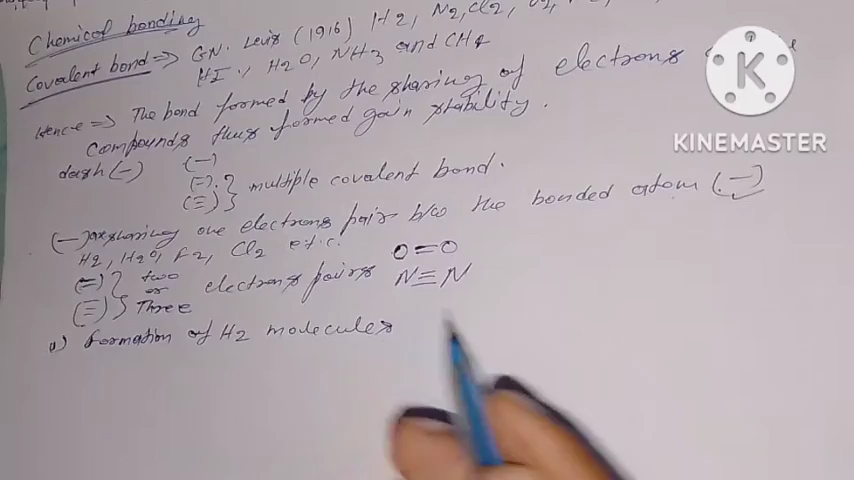 Chemical bonding
Covalent bond => G.N. Lewis (1916) H2, N2, Cl2, O2,
HI., H2O, NH3 and CH4
Hence => The bond formed by the sharing of electrons
compounds thus formed gain stability.
dash (-) (-)
(=) } multiple covalent bond.
(≡) }
(-) sharing one electrons pair b/w the bonded atom (-)
H2, H2O, F2, Cl2 e.t.c.
(=) } two or electrons pairs O=O
(≡) } Three N≡N
a) Formation of H2 molecules
K
KINEMASTER